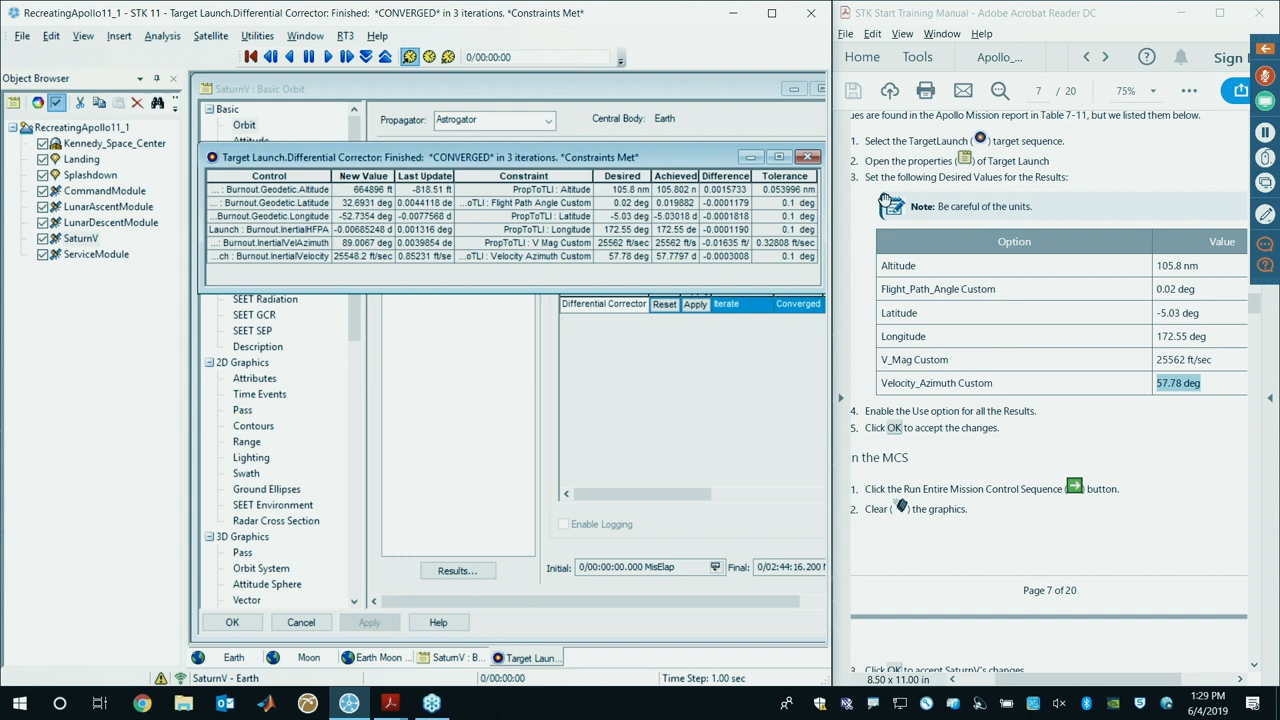 RecreatingApollo11_1 - STK 11 - Target Launch.Differential Corrector: Finished: *CONVERGED* in 3 iterations. *Constraints Met*
File Edit View Insert Analysis Satellite Utilities Window RT3 Help
0/00:00:00
Object Browser
RecreatingApollo11_1
Kennedy_Space_Center
Landing
Splashdown
CommandModule
LunarAscentModule
LunarDescentModule
SaturnV
ServiceModule
SaturnV : Basic Orbit
Basic
Orbit
Attitude
Propagator: Astrogator Central Body: Earth
Target Launch.Differential Corrector: Finished: *CONVERGED* in 3 iterations. *Constraints Met*
Control New Value Last Update Constraint Desired Achieved Difference Tolerance
... : Burnout.Geodetic.Altitude 664896 ft -818.51 ft PropToTLI : Altitude 105.8 nm 105.802 n 0.0015733 0.053996 nm
... : Burnout.Geodetic.Latitude 32.6931 deg 0.0044118 deg ...oTLI : Flight Path Angle Custom 0.02 deg 0.019882 -0.0001179 0.1 deg
...Burnout.Geodetic.Longitude -52.7354 deg -0.0077568 d PropToTLI : Latitude -5.03 deg -5.03018 d -0.0001818 0.1 deg
Launch : Burnout.InertialHFPA -0.00685248 d 0.001316 deg PropToTLI : Longitude 172.55 deg 172.55 de -0.0001190 0.1 deg
... : Burnout.InertialVelAzimuth 89.0067 deg 0.0039854 deg PropToTLI : V Mag Custom 25562 ft/sec 25562 ft/s -0.01635 ft/ 0.32808 ft/sec
...ch : Burnout.InertialVelocity 25548.2 ft/sec 0.85231 ft/sec ...PropToTLI : Velocity Azimuth Custom 57.78 deg 57.7797 d -0.0003008 0.1 deg
Differential Corrector Reset Apply Iterate Converged
SEET Radiation
SEET GCR
SEET SEP
Description
2D Graphics
Attributes
Time Events
Pass
Contours
Range
Lighting
Swath
Ground Ellipses
SEET Environment
Radar Cross Section
3D Graphics
Pass
Orbit System
Attitude Sphere
Vector
Enable Logging
Results... Initial: 0/00:00:00.000 MisElap Final: 0/02:44:16.200 M
OK Cancel Apply Help
Earth Moon Earth Moon ... SaturnV : B... Target Laun...
SaturnV - Earth 0/00:00:00 Time Step: 1.00 sec
STK Start Training Manual - Adobe Acrobat Reader DC
File Edit View Window Help
Home Tools Apollo_... Sign
7 / 20 75%
ues are found in the Apollo Mission report in Table 7-11, but we listed them below.
1. Select the TargetLaunch ( ) target sequence.
2. Open the properties ( ) of Target Launch
3. Set the following Desired Values for the Results:
Note: Be careful of the units.
Option Value
Altitude 105.8 nm
Flight_Path_Angle Custom 0.02 deg
Latitude -5.03 deg
Longitude 172.55 deg
V_Mag Custom 25562 ft/sec
Velocity_Azimuth Custom 57.78 deg
4. Enable the Use option for all the Results.
5. Click OK to accept the changes.
n the MCS
1. Click the Run Entire Mission Control Sequence ( ) button.
2. Clear ( ) the graphics.
Page 7 of 20
3. Click OK to accept SaturnV's changes.
8.50 x 11.00 in
1:29 PM
6/4/2019